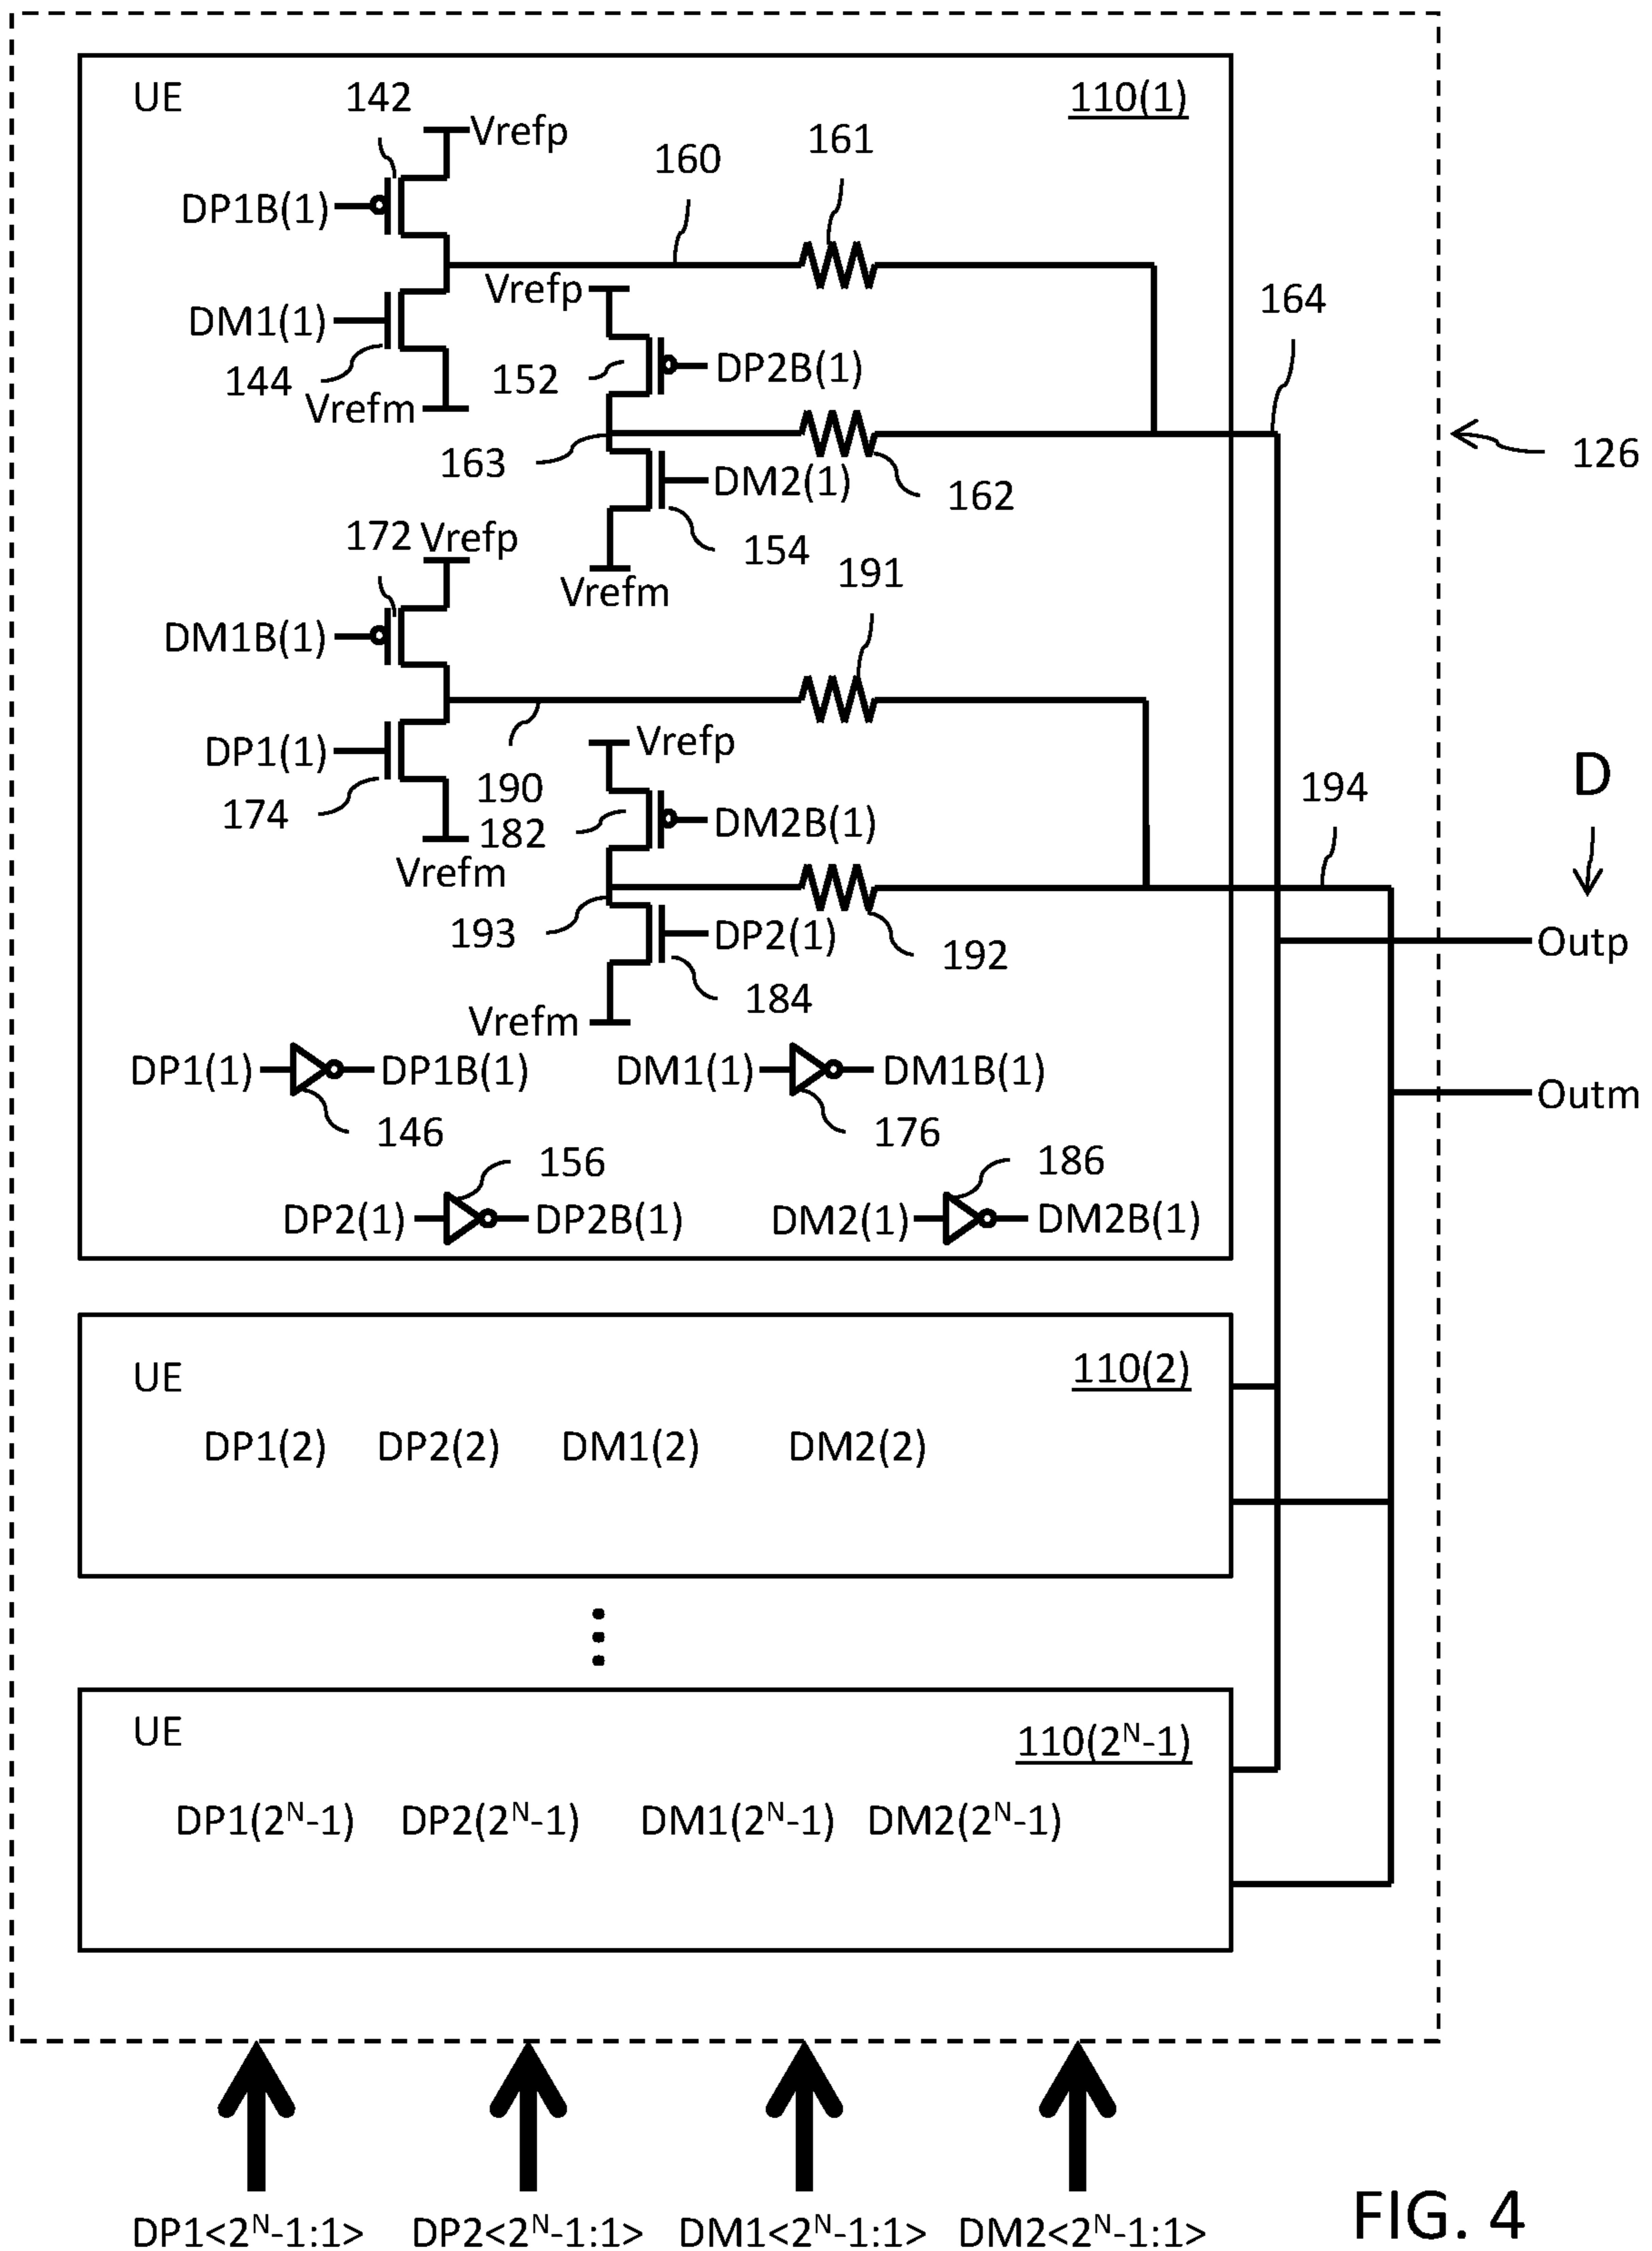 UE
142
110(1)
Vrefp
161
160
DP1B(1)
Vrefp
164
DM1(1)
152
DP2B(1)
144
Vrefm
126
163
DM2(1)
162
172
Vrefp
154
191
Vrefm
DM1B(1)
DP1(1)
Vrefp
190
D
194
174
182
DM2B(1)
Vrefm
193
DP2(1)
192
Outp
184
Vrefm
DP1(1)
DP1B(1)
DM1(1)
DM1B(1)
Outm
146
176
156
186
DP2(1)
DP2B(1)
DM2(1)
DM2B(1)
UE
110(2)
DP1(2)
DP2(2)
DM1(2)
DM2(2)
UE
110(2ᴺ-1)
DP1(2ᴺ-1)
DP2(2ᴺ-1)
DM1(2ᴺ-1)
DM2(2ᴺ-1)
DP1<2ᴺ-1:1>
DP2<2ᴺ-1:1>
DM1<2ᴺ-1:1>
DM2<2ᴺ-1:1>
FIG. 4